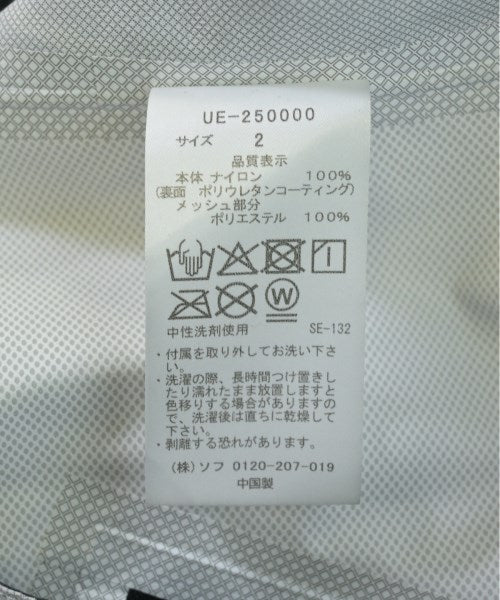 UE-250000
サイズ 2
品質表示
本体 ナイロン 100%
(裏面 ポリウレタンコーティング)
メッシュ部分
ポリエステル 100%
W
中性洗剤使用 SE-132
・付属を取り外してお洗い下さ
い。
・洗濯の際、長時間つけ置きし
たり濡れたまま放置しますと
色移りする場合がありますの
で、洗濯後は直ちに乾燥して
下さい。
・剥離する恐れがあります。
(株)ソフ 0120-207-019
中国製